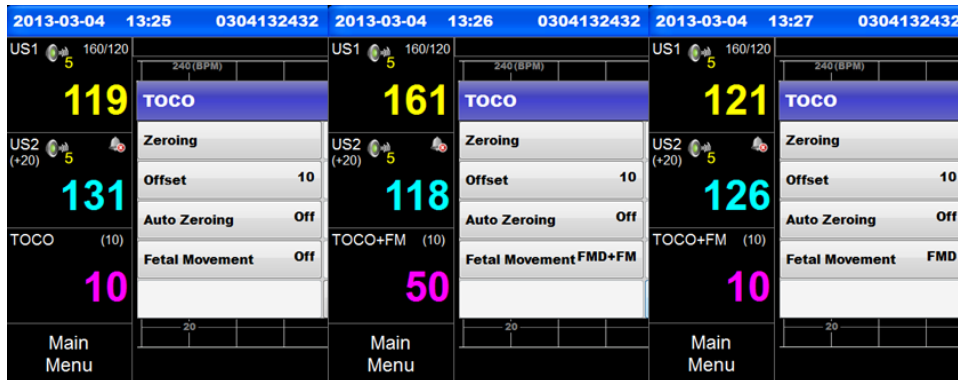 2013-03-04 13:25 0304132432
US1 160/120
5
119
US2
(+20) 5
131
TOCO (10)
10
Main
Menu
240(BPM)
TOCO
Zeroing
Offset 10
Auto Zeroing Off
Fetal Movement Off
20
2013-03-04 13:26 0304132432
US1 160/120
5
161
US2
(+20) 5
118
TOCO+FM (10)
50
Main
Menu
240(BPM)
TOCO
Zeroing
Offset 10
Auto Zeroing Off
Fetal Movement FMD+FM
20
2013-03-04 13:27 0304132432
US1 160/120
5
121
US2
(+20) 5
126
TOCO+FM (10)
10
Main
Menu
240(BPM)
TOCO
Zeroing
Offset 10
Auto Zeroing Off
Fetal Movement FMD
20